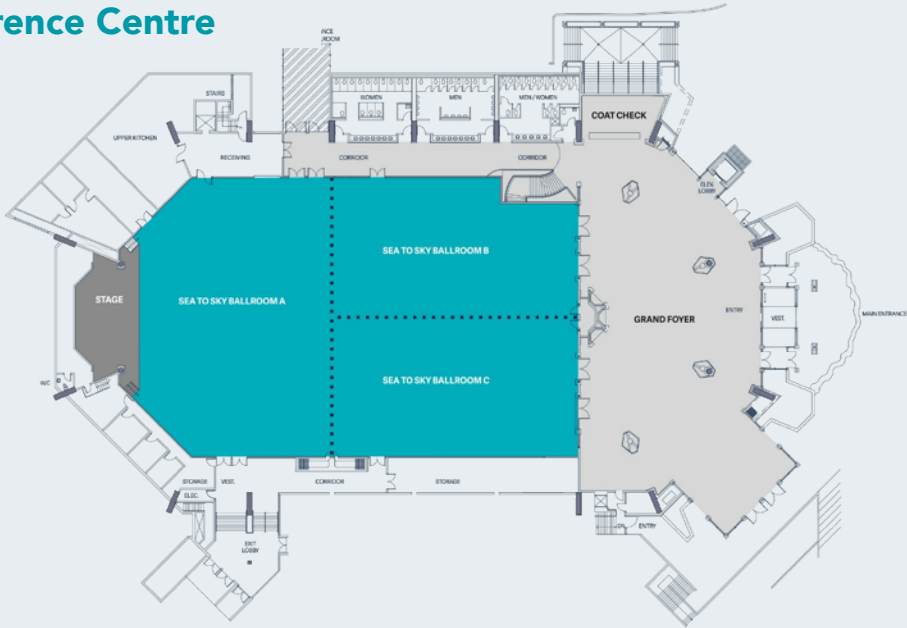 rence Centre
NCE
ROOM
STAIRS
WOMEN
MEN
MEN / WOMEN
COAT CHECK
UPPER KITCHEN
RECEIVING
CORRIDOR
CORRIDOR
ELEV.
LOBBY
SEA TO SKY BALLROOM B
STAGE
SEA TO SKY BALLROOM A
GRAND FOYER
ENTRY
VEST.
MAIN ENTRANCE
SEA TO SKY BALLROOM C
W/C
STORAGE
VEST.
CORRIDOR
STORAGE
ELEC.
ENTRY
EXIT
LOBBY